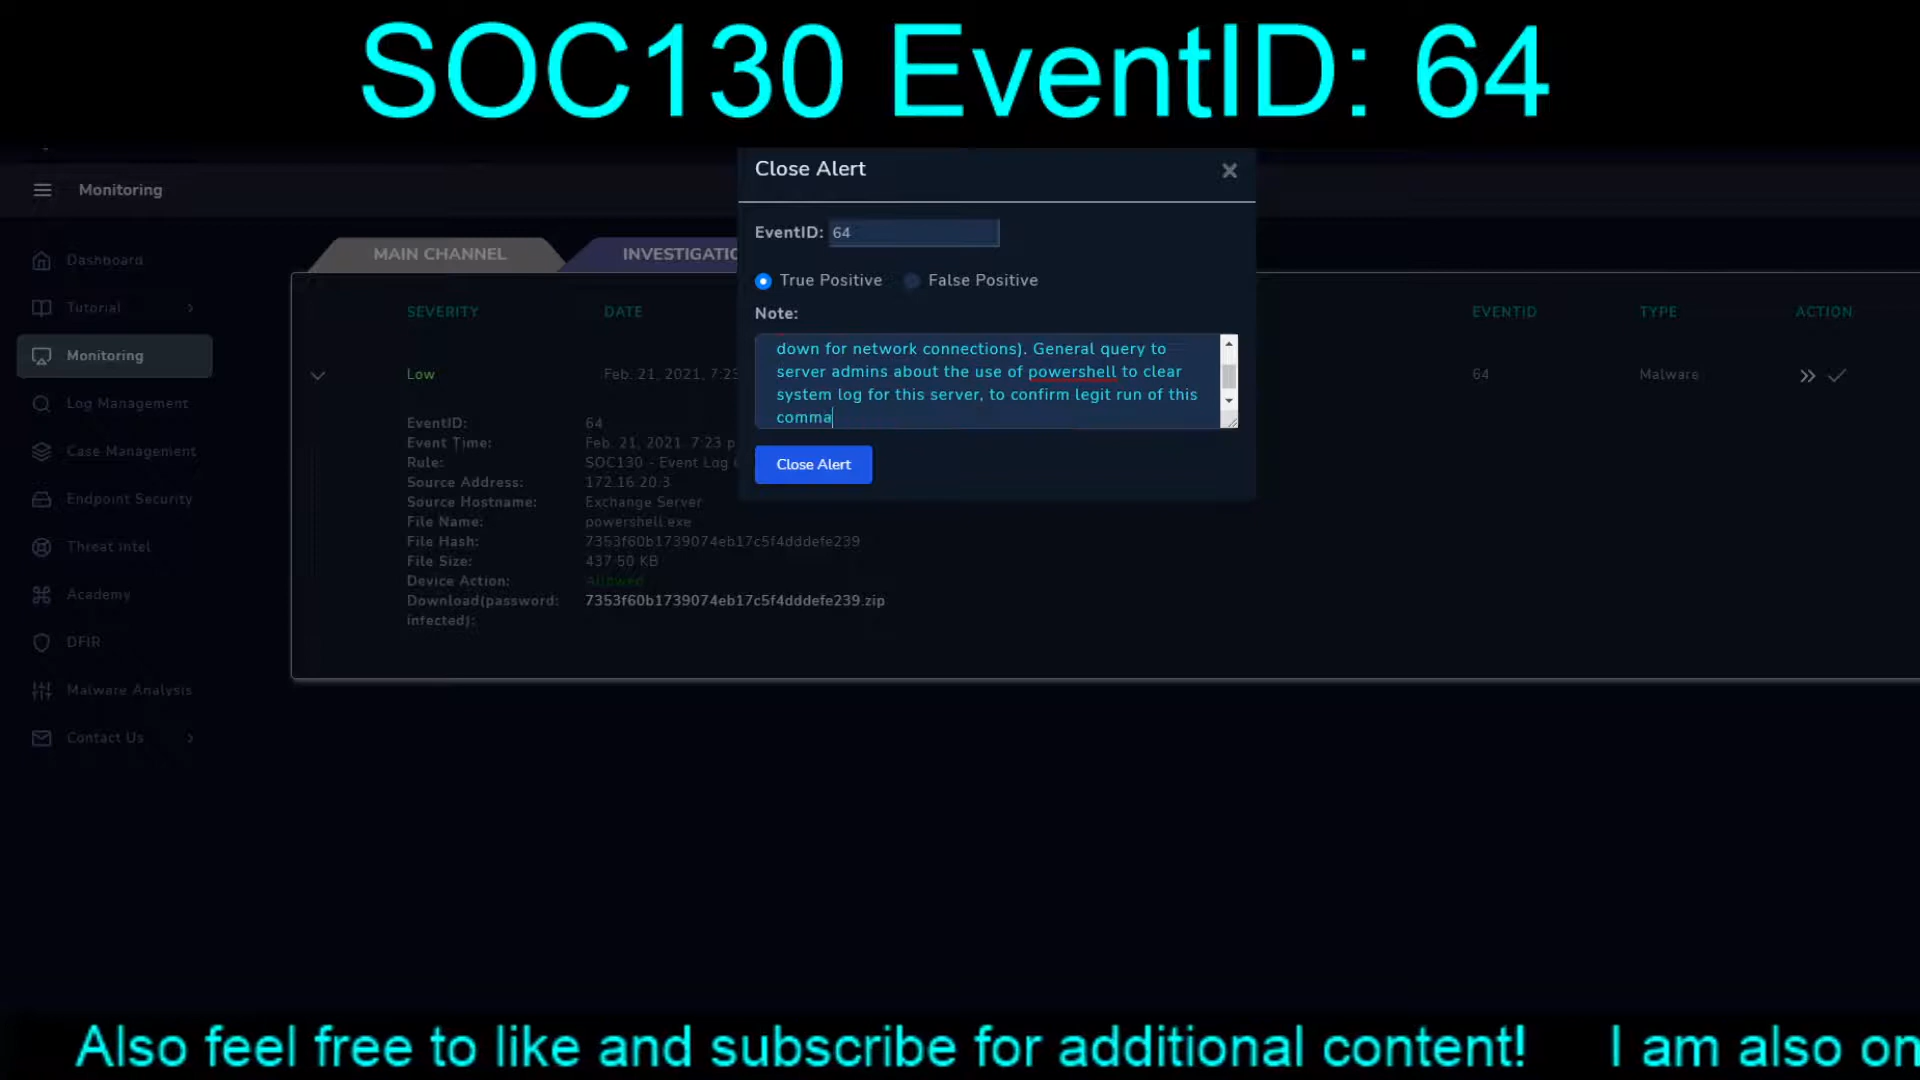 SOC130 EventID: 64
Close Alert
Monitoring
EventID: 64
Dashboard
MAIN CHANNEL
INVESTIGATIO
True Positive
False Positive
Tutorial
SEVERITY
DATE
Note:
EVENTID
TYPE
ACTION
Monitoring
down for network connections). General query to
server admins about the use of powershell to clear
system log for this server, to confirm legit run of this
comma
Low
Feb. 21, 2021, 7:23
64
Malware
Log Management
EventID: 64
Event Time: Feb. 21, 2021, 7:23 p
Case Management
Rule: SOC130 - Event Log
Close Alert
Source Address: 172.16.20.3
Endpoint Security
Source Hostname: Exchange Server
File Name: powershell.exe
Threat Intel
File Hash: 7353f60b1739074eb17c5f4dddefe239
File Size: 437.50 KB
Device Action: Allowed
Academy
Download(password: 7353f60b1739074eb17c5f4dddefe239.zip
infected):
DFIR
Malware Analysis
Contact Us
Also feel free to like and subscribe for additional content! I am also on